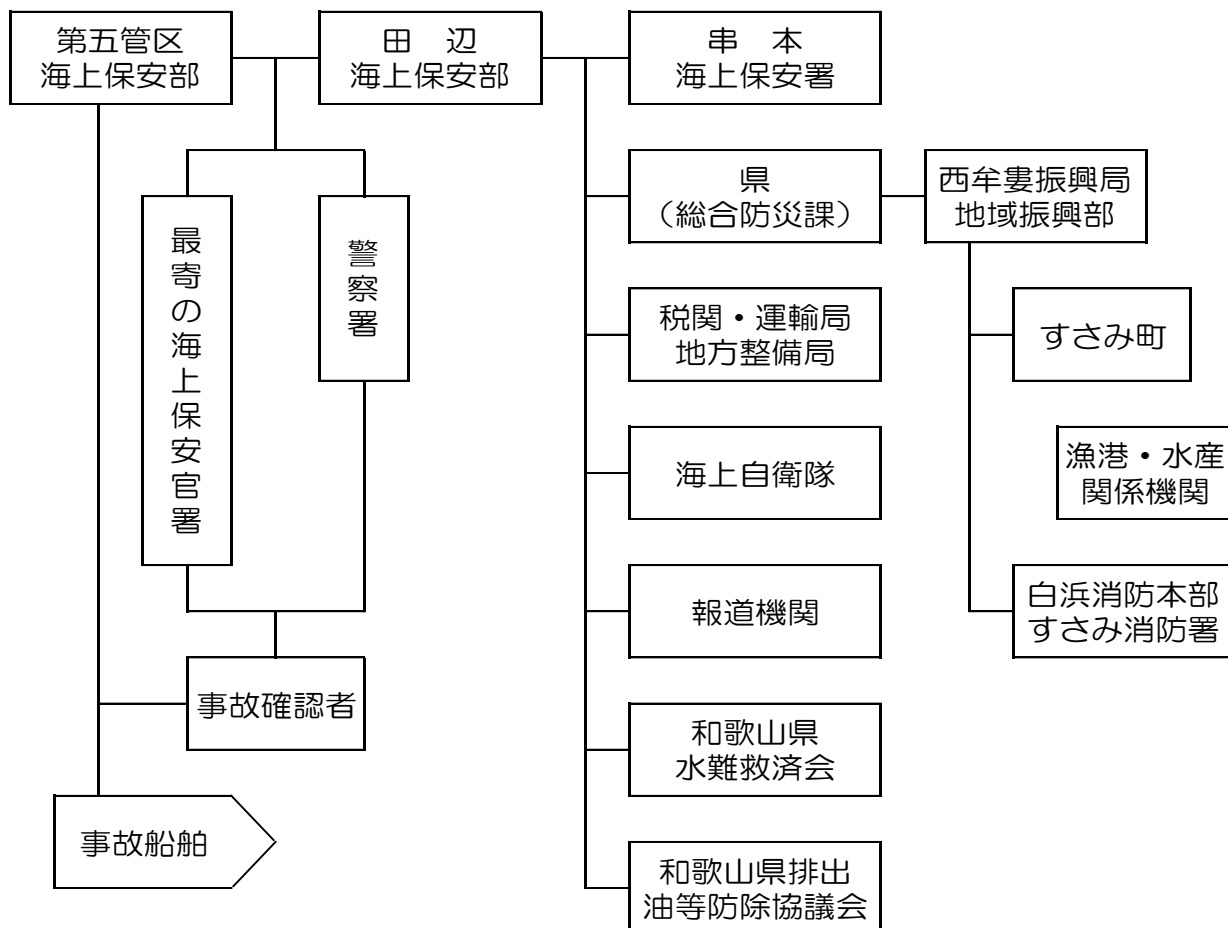 第五管区
海上保安部
田　辺
海上保安部
串　本
海上保安署
県
（総合防災課）
西牟婁振興局
地域振興部
最寄の海上保安官署
警察署
税関・運輸局
地方整備局
すさみ町
海上自衛隊
漁港・水産
関係機関
報道機関
白浜消防本部
すさみ消防署
事故確認者
和歌山県
水難救済会
事故船舶
和歌山県排出
油等防除協議会